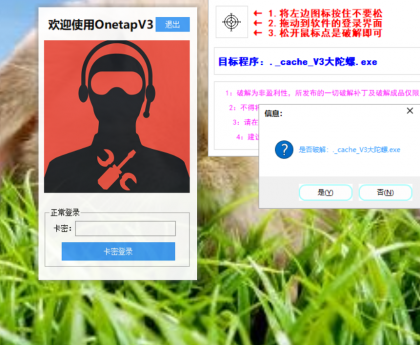 欢迎使用OnetapV3
退出
正常登录
卡密:
卡密登录
← 1. 将左边图标按住不要松
← 2. 拖动到软件的登录界面
← 3. 松开鼠标点是破解即可
目标程序:._cache_V3大陀螺.exe
1: 破解为非盈利性, 所发布的一切破解补丁及破解成品仅限
2: 不得
3: 请在
4: 建议
信息:
是否破解: ._cache_V3大陀螺.exe
是(Y)
否(N)